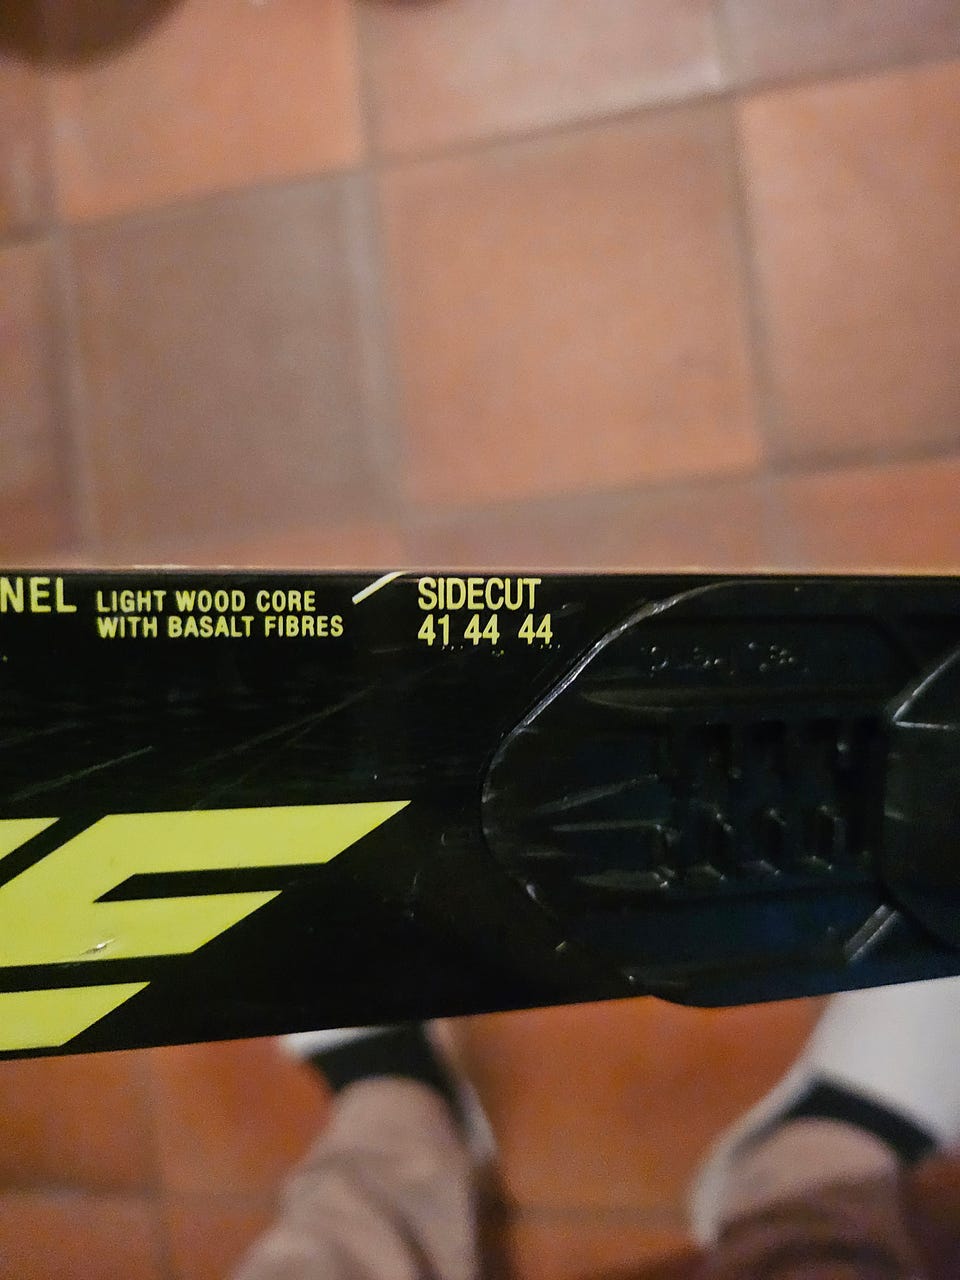 NEL
LIGHT WOOD CORE
WITH BASALT FIBRES
SIDECUT
41 44 44